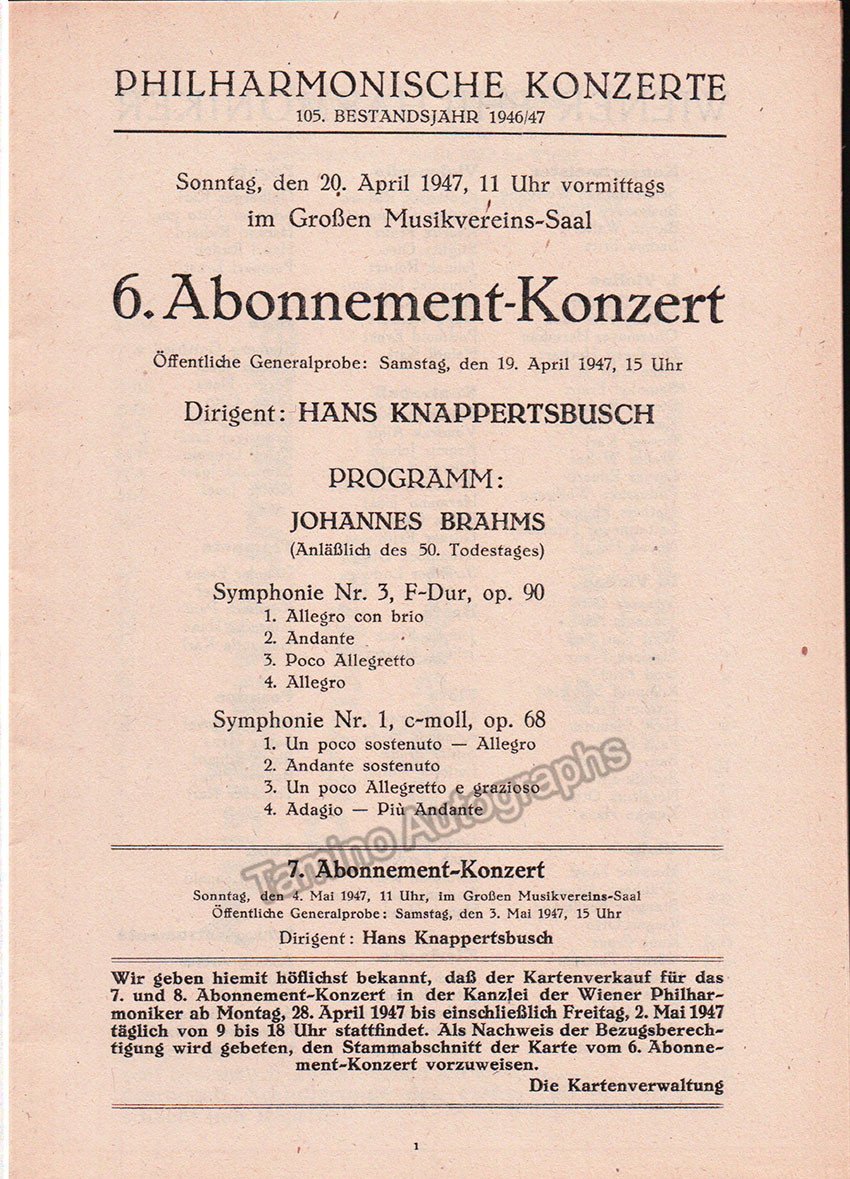 PHILHARMONISCHE KONZERTE
105. BESTANDSJAHR 1946/47
Sonntag, den 20. April 1947, 11 Uhr vormittags
im Großen Musikvereins-Saal
6. Abonnement-Konzert
Öffentliche Generalprobe: Samstag, den 19. April 1947, 15 Uhr
Dirigent: HANS KNAPPERTSBUSCH
PROGRAMM:
JOHANNES BRAHMS
(Anläßlich des 50. Todestages)
Symphonie Nr. 3, F-Dur, op. 90
1. Allegro con brio
2. Andante
3. Poco Allegretto
4. Allegro
Symphonie Nr. 1, c-moll, op. 68
1. Un poco sostenuto — Allegro
2. Andante sostenuto
3. Un poco Allegretto e grazioso
4. Adagio — Più Andante
Tamino Autographs
7. Abonnement-Konzert
Sonntag, den 4. Mai 1947, 11 Uhr, im Großen Musikvereins-Saal
Öffentliche Generalprobe: Samstag, den 3. Mai 1947, 15 Uhr
Dirigent: Hans Knappertsbusch
Wir geben hiemit höflichst bekannt, daß der Kartenverkauf für das
7. und 8. Abonnement-Konzert in der Kanzlei der Wiener Philhar-
moniker ab Montag, 28. April 1947 bis einschließlich Freitag, 2. Mai 1947
täglich von 9 bis 18 Uhr stattfindet. Als Nachweis der Bezugsberech-
tigung wird gebeten, den Stammabschnitt der Karte vom 6. Abonne-
ment-Konzert vorzuweisen.
Die Kartenverwaltung
1